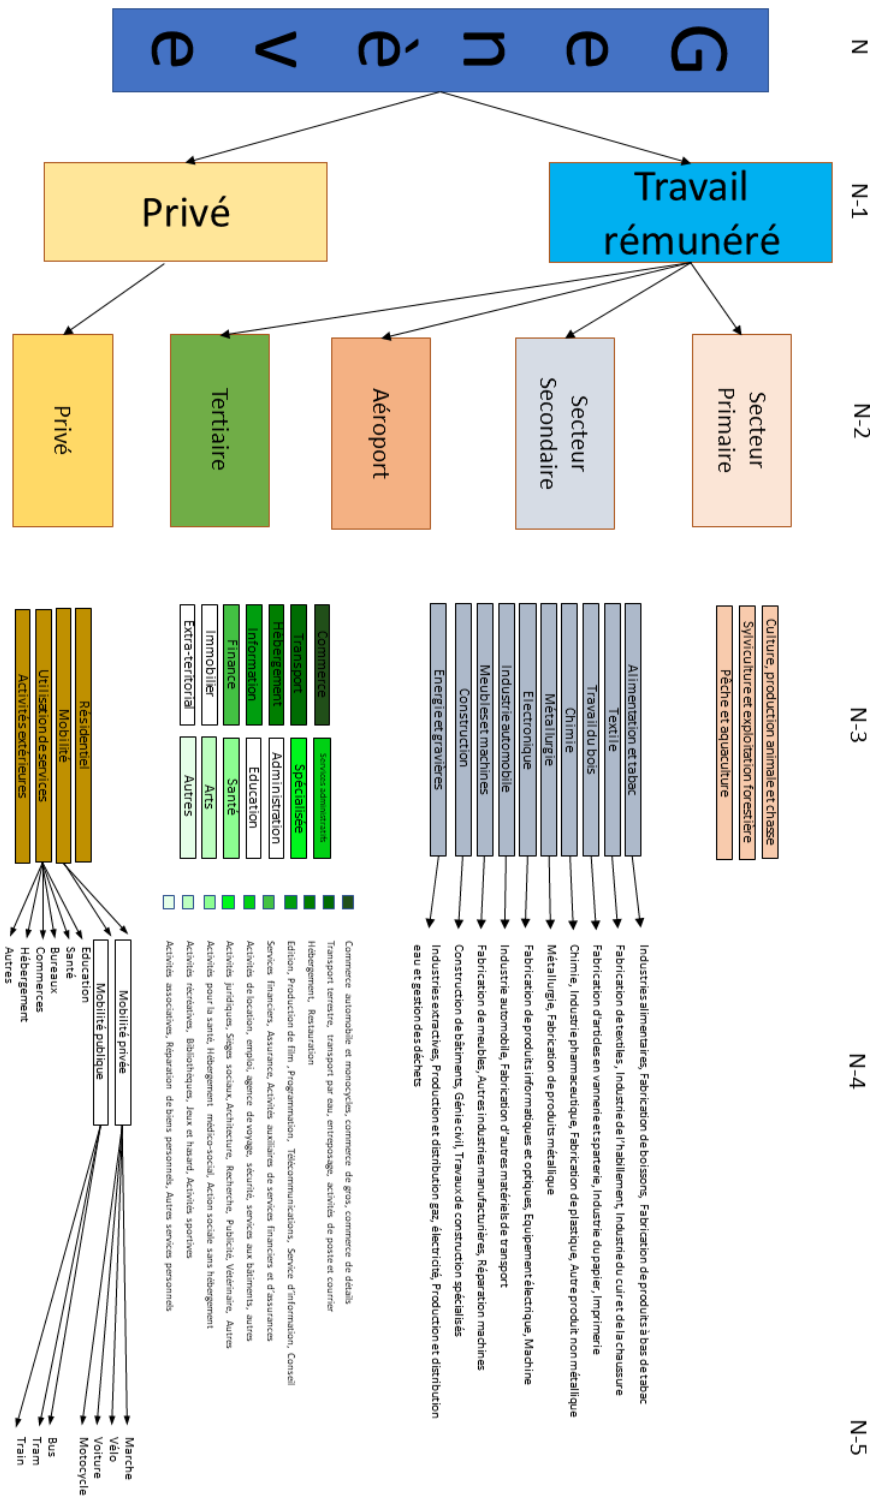 Genève
N
N-1
N-2
N-3
N-4
N-5
Travail
rémunéré
Privé
Secteur
Primaire
Secteur
Secondaire
Aéroport
Tertiaire
Privé
Culture, production animale et chasse
Sylviculture et exploitation forestière
Pêche et aquaculture
Alimentation et tabac
Textile
Travail du bois
Chimie
Métallurgie
Electronique
Industrie automobile
Meubles et machines
Construction
Energie et gravières
Industries alimentaires, Fabrication de boissons, Fabrication de produits à bas de tabac
Fabrication de textiles, Industrie de l'habillement, Industrie du cuir et de la chaussure
Fabrication d'articles en vannerie et sparterie, Industrie du papier, Imprimerie
Chimie, Industrie pharmaceutique, Fabrication de plastique, Autre produit non métallique
Métallurgie, Fabrication de produits métallique
Fabrication de produits informatiques et optiques, Equipement électrique, Machine
Industrie automobile, Fabrication d'autres matériels de transport
Fabrication de meubles, Autres industries manufacturières, Réparation machines
Construction de bâtiments, Génie civil, Travaux de construction spécialisés
Industries extractives, Production et distribution gaz, électricité, Production et distribution
eau et gestion des déchets
Commerce
Transport
Hébergement
Information
Finance
Immobilier
Extra-teritorial
Services administratifs
Spécialisée
Administration
Education
Santé
Arts
Autres
Commerce automobile et monocycles, commerce de gros, commerce de détails
Transport terrestre, transport par eau, entreposage, activités de poste et courrier
Hébergement, Restauration
Edition, Production de film, Programmation, Télécommunications, Service d'information, Conseil
Services financiers, Assurance, Activités auxiliaires de services financiers et d'assurances
Activités de location, emploi, agence de voyage, sécurité, services aux bâtiments, autres
Activités juridiques, Sièges sociaux, Architecture, Recherche, Publicité, Vétérinaire, Autres
Activités pour la santé, Hébergement médico-social, Action sociale sans hébergement
Activités récréatives, Bibliothèques, Jeux et hasard, Activités sportives
Activités associatives, Réparation de biens personnels, Autres services personnels
Résidentiel
Mobilité
Utilisation de services
Activités extérieures
Mobilité privée
Mobilité publique
Education
Santé
Bureaux
Commerces
Hébergement
Autres
Marche
Vélo
Voiture
Motocycle
Bus
Tram
Train